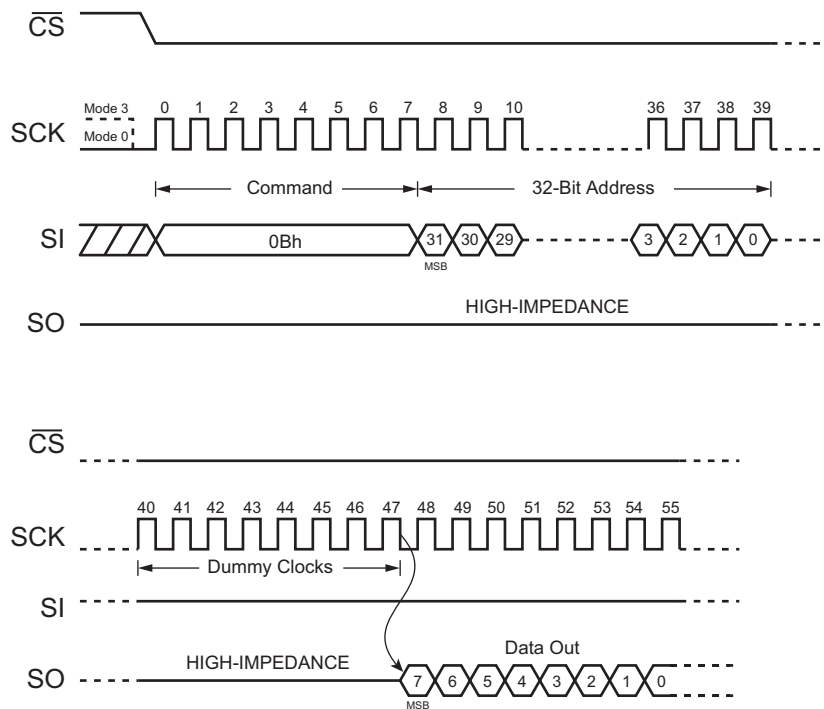 CS
Mode 3 0 1 2 3 4 5 6 7 8 9 10 36 37 38 39
SCK Mode 0
Command 32-Bit Address
SI 0Bh 31 30 29 3 2 1 0
MSB
HIGH-IMPEDANCE
SO
CS
40 41 42 43 44 45 46 47 48 49 50 51 52 53 54 55
SCK
Dummy Clocks
SI
Data Out
HIGH-IMPEDANCE
SO 7 6 5 4 3 2 1 0
MSB